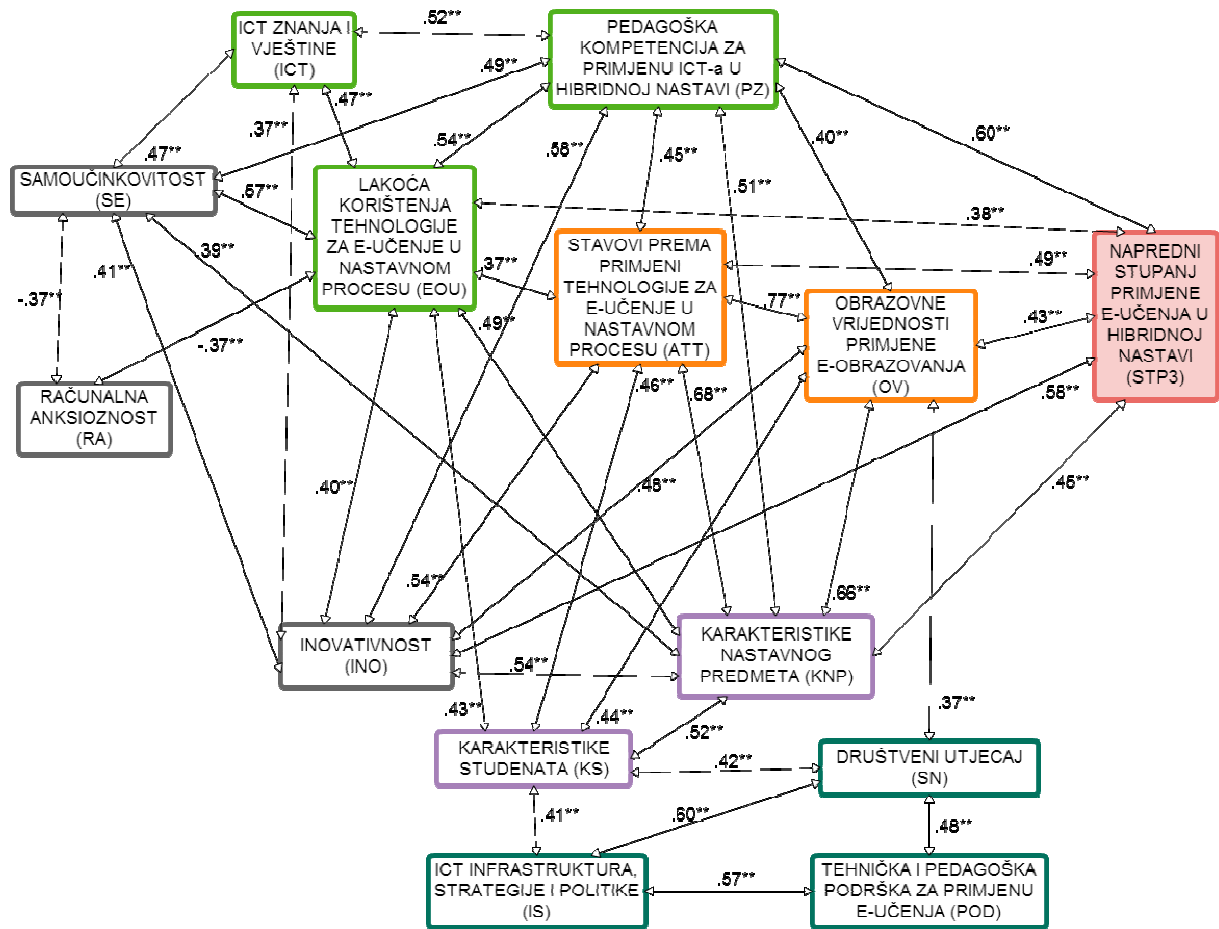 ICT ZNANJA I
VJEŠTINE
(ICT)
.52**
PEDAGOŠKA
KOMPETENCIJA ZA
PRIMJENU ICT-a U
HIBRIDNOJ NASTAVI (PZ)
.49**
.47**
.37**
.54**
.58**
.45**
.40**
.60**
.47**
SAMOUČINKOVITOST
(SE)
.57**
LAKOĆA
KORIŠTENJA
TEHNOLOGIJE
ZA E-UČENJE U
NASTAVNOM
PROCESU (EOU)
.51**
.38**
STAVOVI PREMA
PRIMJENI
TEHNOLOGIJE ZA
E-UČENJE U
NASTAVNOM
PROCESU (ATT)
NAPREDNI
STUPANJ
PRIMJENE
E-UČENJA U
HIBRIDNOJ
NASTAVI
(STP3)
.39**
.41**
.37**
.49**
-.37**
.77**
OBRAZOVNE
VRIJEDNOSTI
PRIMJENE
E-OBRAZOVANJA
(OV)
.43**
.49**
-.37**
RAČUNALNA
ANKSIOZNOST
(RA)
.46**
.68**
.58**
.40**
.48**
.45**
.54**
.66**
INOVATIVNOST
(INO)
.54**
KARAKTERISTIKE
NASTAVNOG
PREDMETA (KNP)
.43**
.44**
.52**
.37**
KARAKTERISTIKE
STUDENATA (KS)
.42**
DRUŠTVENI UTJECAJ
(SN)
.41**
.60**
.48**
ICT INFRASTRUKTURA,
STRATEGIJE I POLITIKE
(IS)
.57**
TEHNIČKA I PEDAGOŠKA
PODRŠKA ZA PRIMJENU
E-UČENJA (POD)